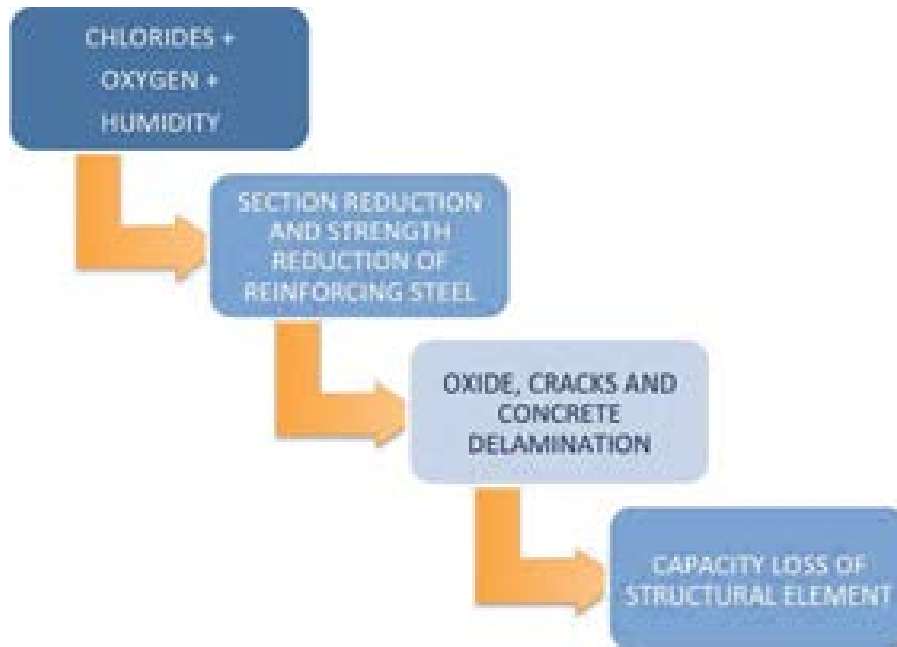 CHLORIDES +
OXYGEN +
HUMIDITY
SECTION REDUCTION
AND STRENGTH
REDUCTION OF
REINFORCING STEEL
OXIDE, CRACKS AND
CONCRETE
DELAMINATION
CAPACITY LOSS OF
STRUCTURAL ELEMENT